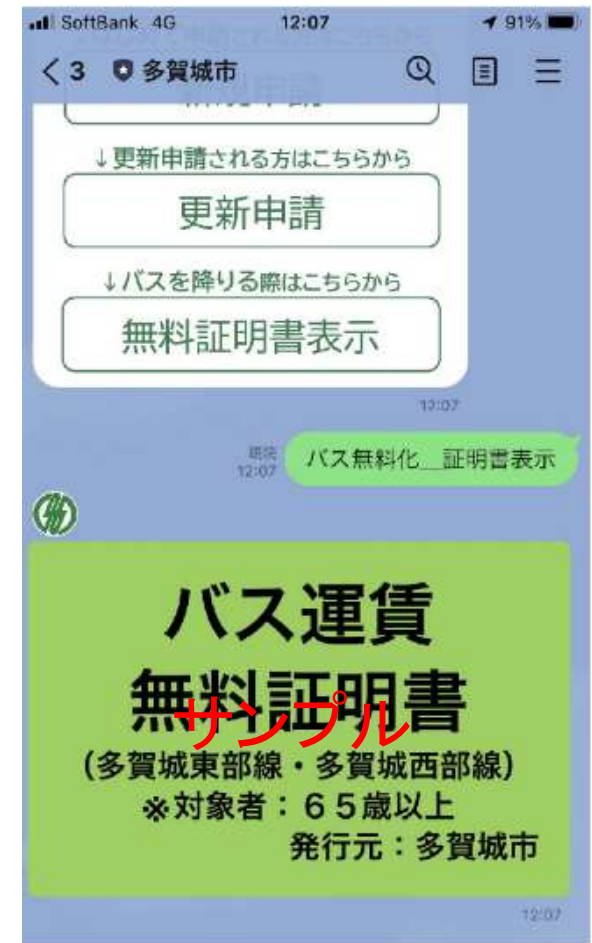 SoftBank 4G 12:07 91%
3 多賀城市
↓更新申請される方はこちらから
更新申請
↓バスを降りる際はこちらから
無料証明書表示
12:07
既読
12:07
バス無料化__証明書表示
バス運賃
無料証明書
サンプル
(多賀城東部線・多賀城西部線)
※対象者:65歳以上
発行元:多賀城市
12:07